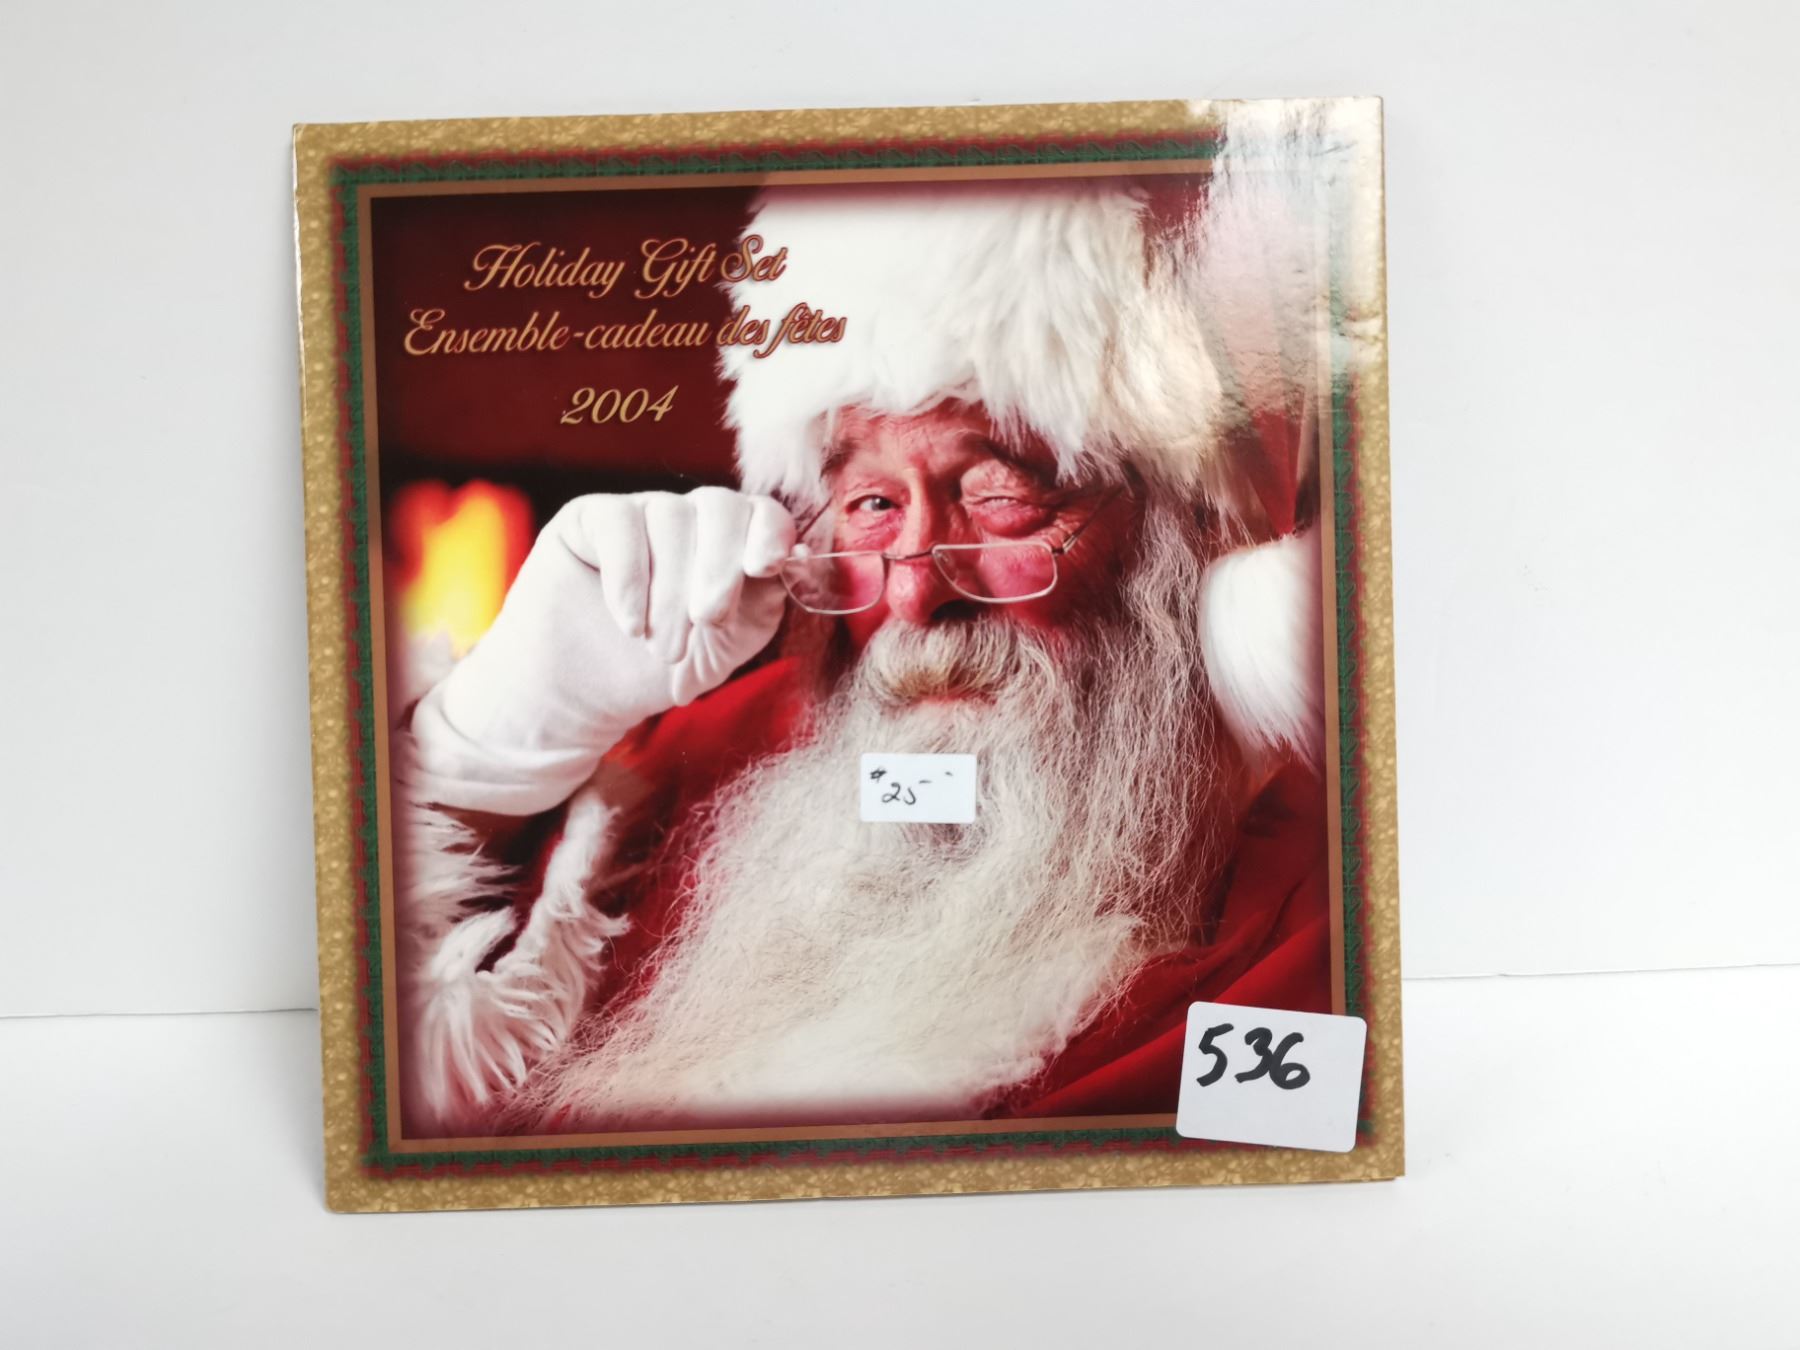 Holiday Gift Set
Ensemble-cadeau des fêtes
2004
$25-
536